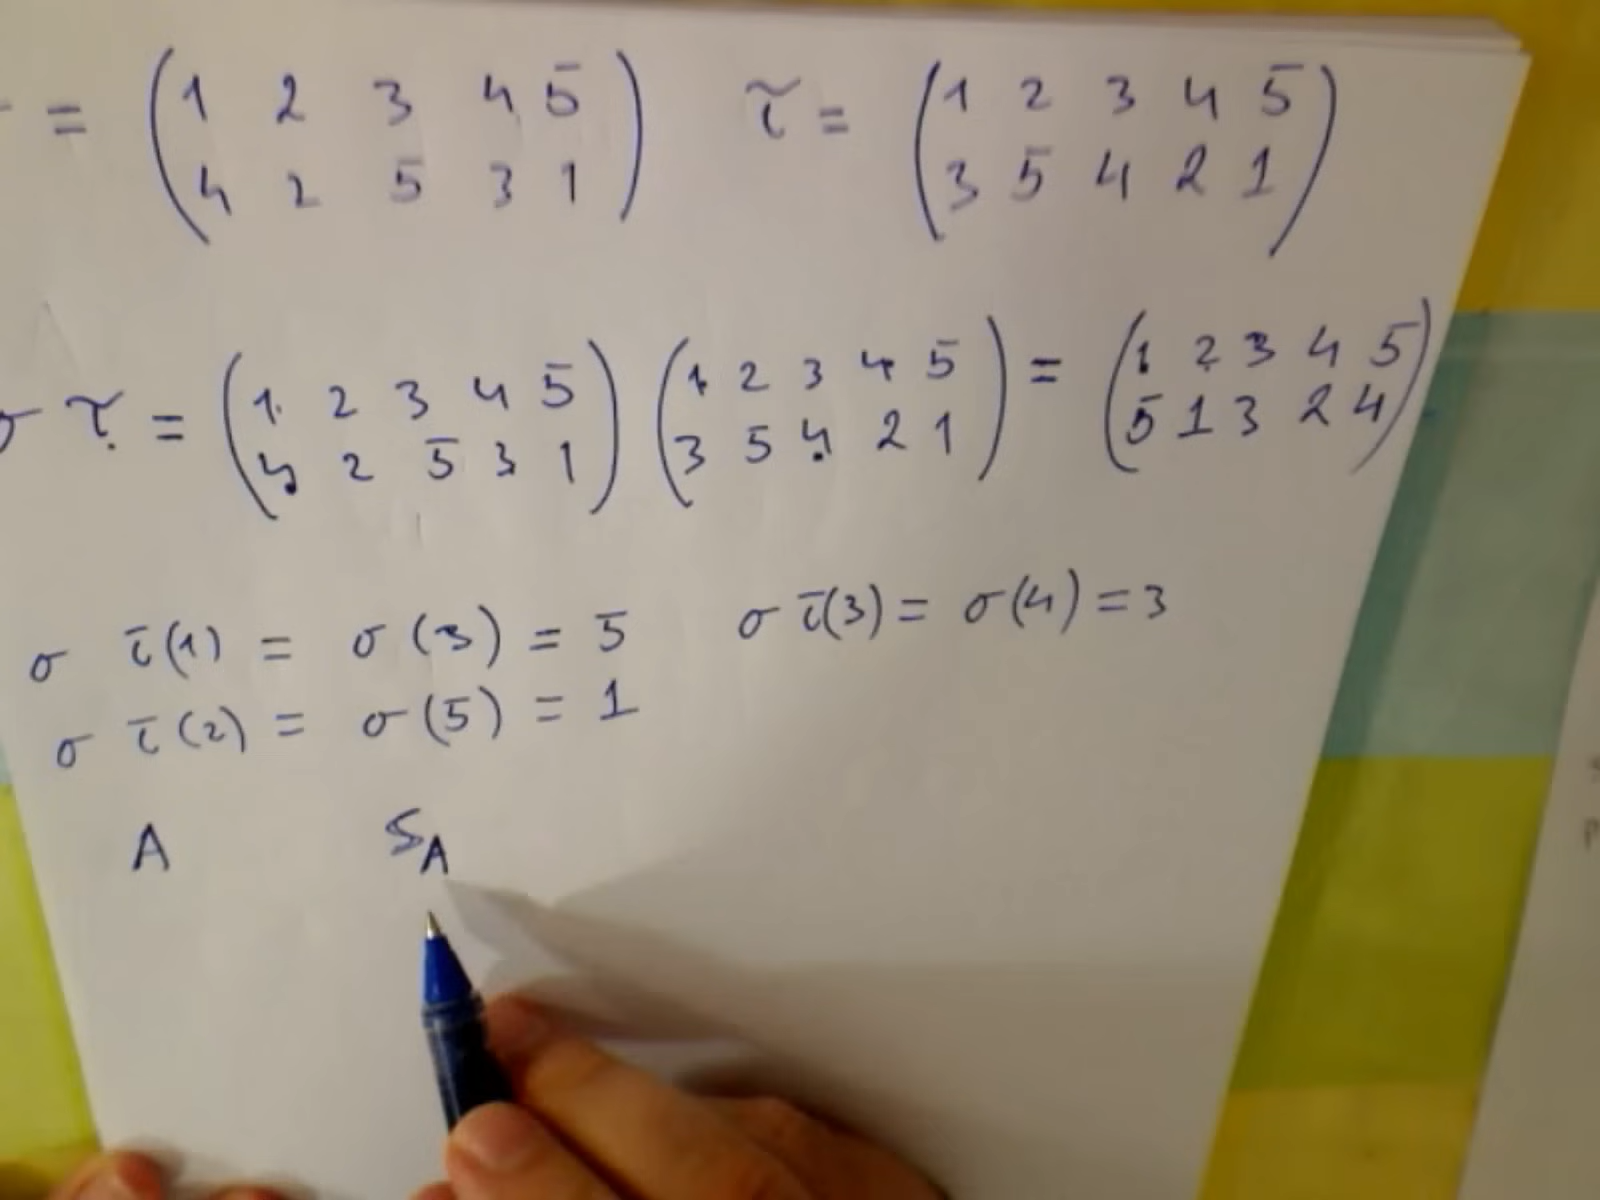 = ( 1 2 3 4 5 ) τ = ( 1 2 3 4 5 )
( 4 2 5 3 1 ) ( 3 5 4 2 1 )
σ τ = ( 1 2 3 4 5 ) ( 1 2 3 4 5 ) = ( 1 2 3 4 5 )
( 4 2 5 3 1 ) ( 3 5 4 2 1 ) ( 5 1 3 2 4 )
σ τ(1) = σ (3) = 5 σ τ(3) = σ(4) = 3
σ τ(2) = σ(5) = 1
A S_A